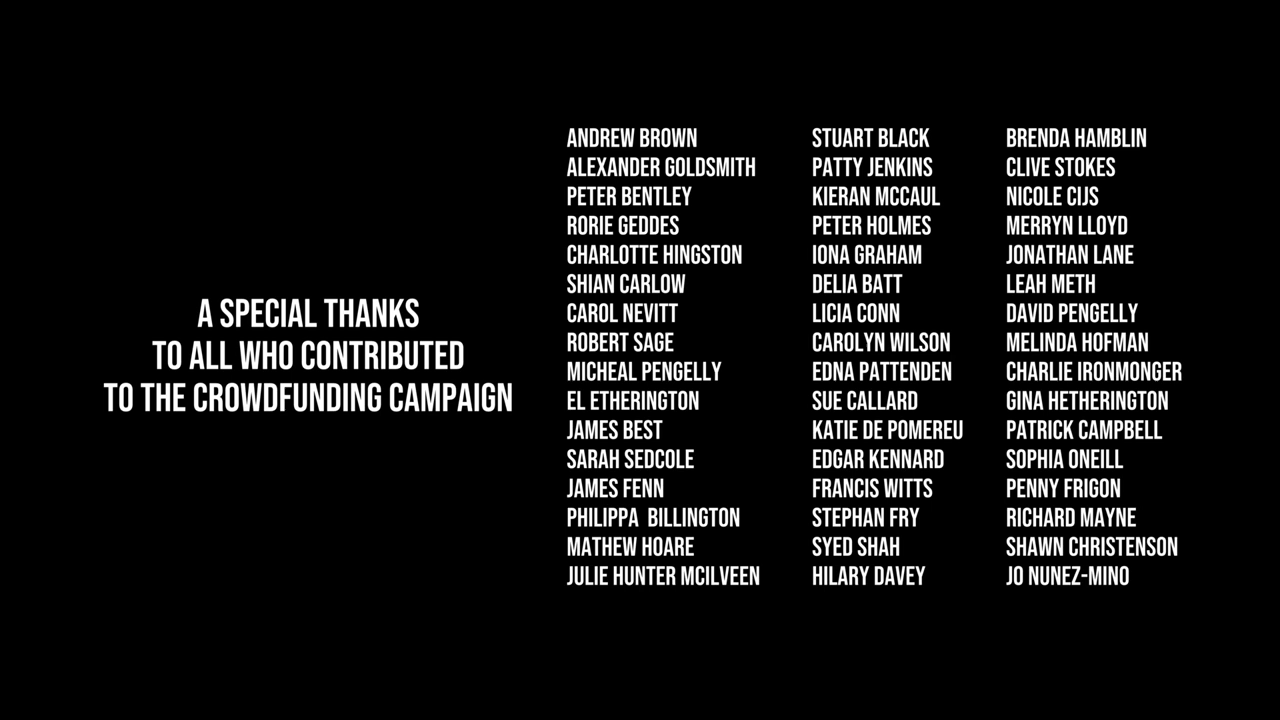 A SPECIAL THANKS
TO ALL WHO CONTRIBUTED
TO THE CROWDFUNDING CAMPAIGN
ANDREW BROWN
ALEXANDER GOLDSMITH
PETER BENTLEY
RORIE GEDDES
CHARLOTTE HINGSTON
SHIAN CARLOW
CAROL NEVITT
ROBERT SAGE
MICHEAL PENGELLY
EL ETHERINGTON
JAMES BEST
SARAH SEDCOLE
JAMES FENN
PHILIPPA  BILLINGTON
MATHEW HOARE
JULIE HUNTER MCILVEEN
STUART BLACK
PATTY JENKINS
KIERAN MCCAUL
PETER HOLMES
IONA GRAHAM
DELIA BATT
LICIA CONN
CAROLYN WILSON
EDNA PATTENDEN
SUE CALLARD
KATIE DE POMEREU
EDGAR KENNARD
FRANCIS WITTS
STEPHAN FRY
SYED SHAH
HILARY DAVEY
BRENDA HAMBLIN
CLIVE STOKES
NICOLE CIJS
MERRYN LLOYD
JONATHAN LANE
LEAH METH
DAVID PENGELLY
MELINDA HOFMAN
CHARLIE IRONMONGER
GINA HETHERINGTON
PATRICK CAMPBELL
SOPHIA ONEILL
PENNY FRIGON
RICHARD MAYNE
SHAWN CHRISTENSON
JO NUNEZ-MINO